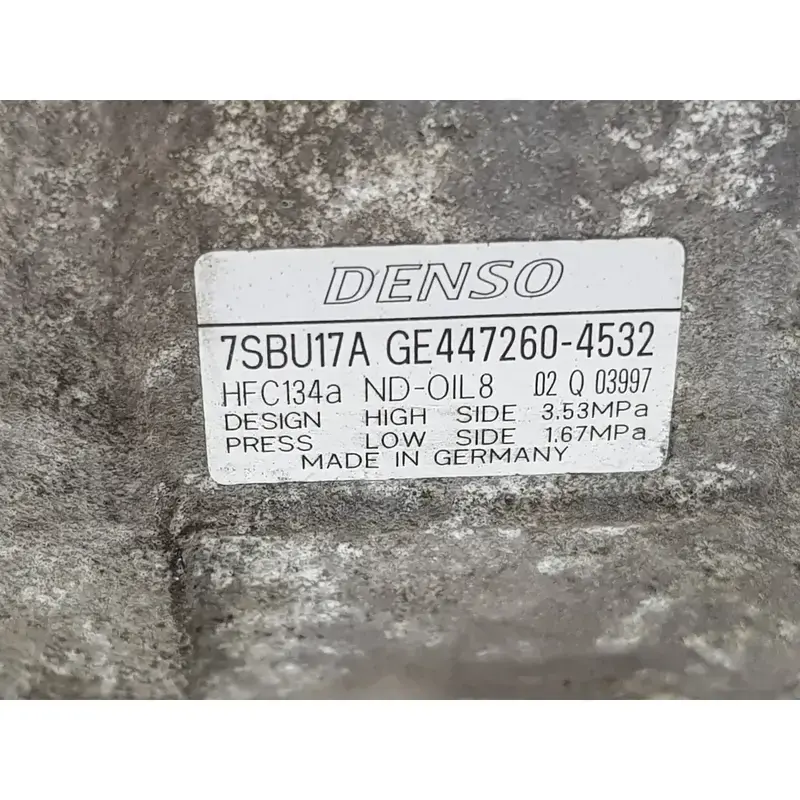 DENSO
7SBU17A GE447260-4532
HFC134a ND-OIL8 02 Q 03997
DESIGN HIGH SIDE 3.53MPa
PRESS LOW SIDE 1.67MPa
MADE IN GERMANY